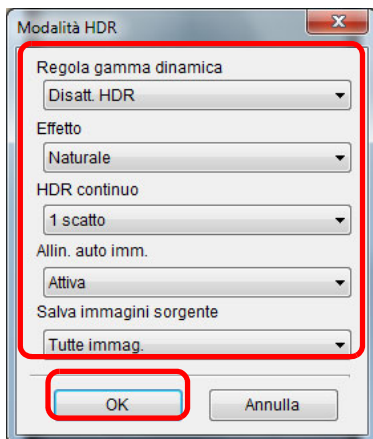 Modalità HDR
Regola gamma dinamica
Disatt. HDR
Effetto
Naturale
HDR continuo
1 scatto
Allin. auto imm.
Attiva
Salva immagini sorgente
Tutte immag.
OK Annulla